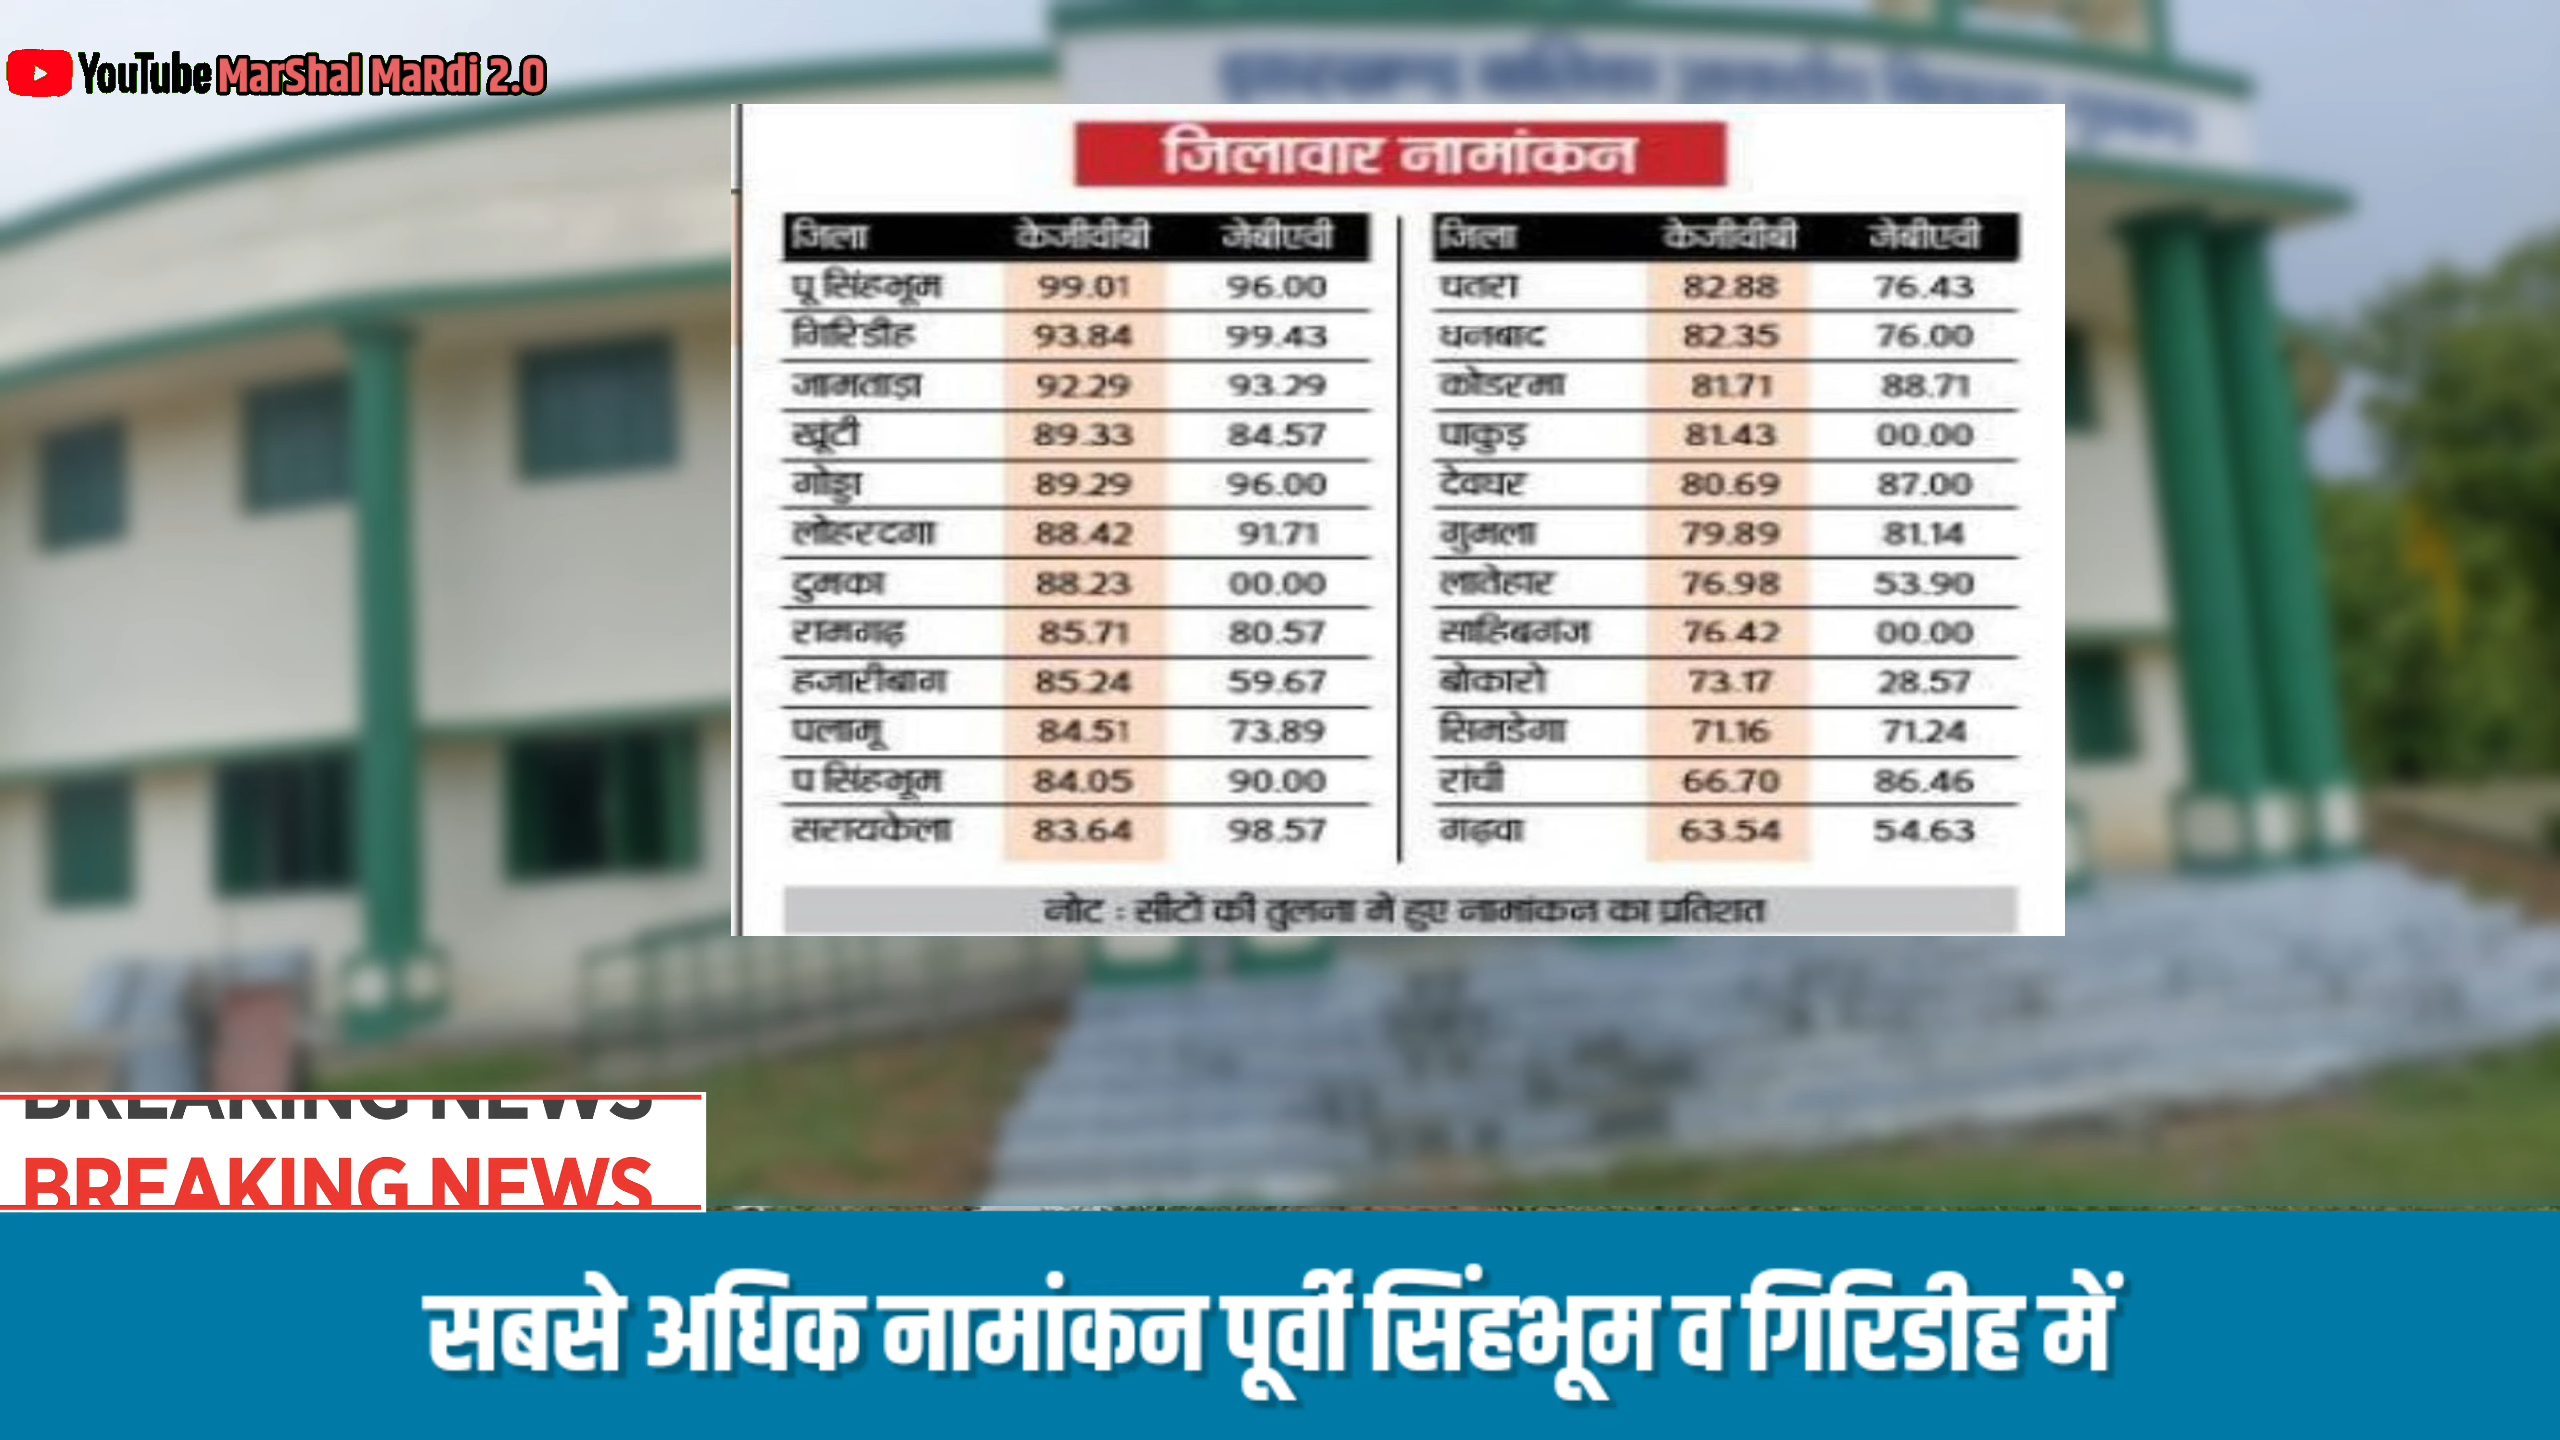 YouTube MarShal MaRdi 2.0
जिलावार नामांकन
जिला केजीवीबी जेबीएवी
पू सिंहभूम 99.01 96.00
गिरिडीह 93.84 99.43
जामताड़ा 92.29 93.29
खूंटी 89.33 84.57
गोड्डा 89.29 96.00
लोहरदगा 88.42 91.71
दुमका 88.23 00.00
रामगढ़ 85.71 80.57
हजारीबाग 85.24 59.67
पलामू 84.51 73.89
प सिंहभूम 84.05 90.00
सरायकेला 83.64 98.57
जिला केजीवीबी जेबीएवी
चतरा 82.88 76.43
धनबाद 82.35 76.00
कोडरमा 81.71 88.71
पाकुड़ 81.43 00.00
देवघर 80.69 87.00
गुमला 79.89 81.14
लातेहार 76.98 53.90
साहिबगंज 76.42 00.00
बोकारो 73.17 28.57
सिमडेगा 71.16 71.24
रांची 66.70 86.46
गढ़वा 63.54 54.63
नोट : सीटों की तुलना में हुए नामांकन का प्रतिशत
BREAKING NEWS
BREAKING NEWS
सबसे अधिक नामांकन पूर्वी सिंहभूम व गिरिडीह में